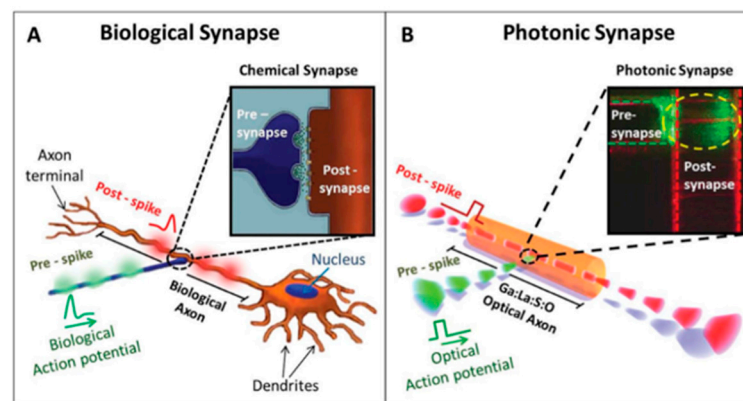 A
Biological Synapse
Chemical Synapse
Pre –
synapse
Post-
synapse
Axon
terminal
Post - spike
Pre - spike
Biological
Axon
Nucleus
Biological
Action potential
Dendrites
B
Photonic Synapse
Photonic Synapse
Pre-
synapse
Post-
synapse
Post - spike
Pre - spike
Ga:La:S:O
Optical Axon
Optical
Action potential